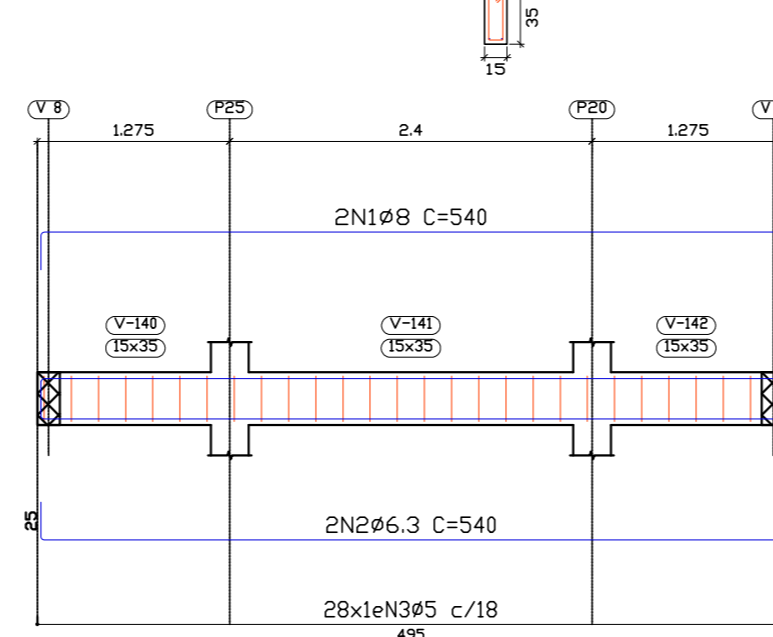 35
15
V 8 P25 P20 V
1.275 2.4 1.275
2N1Ø8 C=540
V-140 V-141 V-142
15x35 15x35 15x35
25
2N2Ø6.3 C=540
28x1eN3Ø5 c/18
495